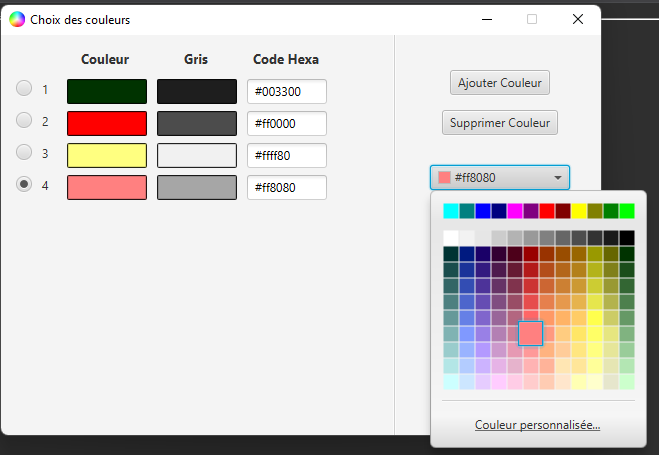 Choix des couleurs
Couleur Gris Code Hexa
1 #003300
2 #ff0000
3 #ffff80
4 #ff8080
Ajouter Couleur
Supprimer Couleur
#ff8080
Couleur personnalisée...